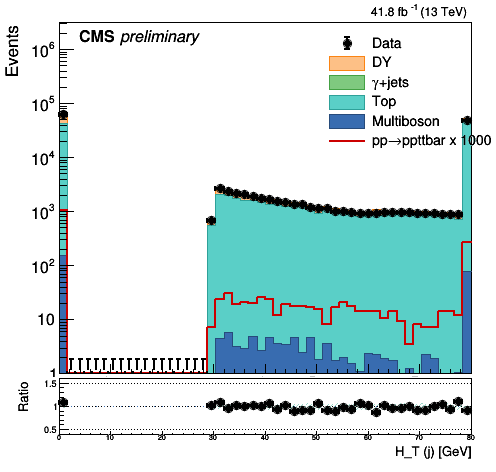 41.8 fb⁻¹ (13 TeV)
CMS preliminary
Events
10⁶
10⁵
10⁴
10³
10²
10
1
Data
DY
γ+jets
Top
Multiboson
pp→ppttbar x 1000
Ratio
1.5
1
0.5
0 10 20 30 40 50 60 70 80
H_T (j) [GeV]